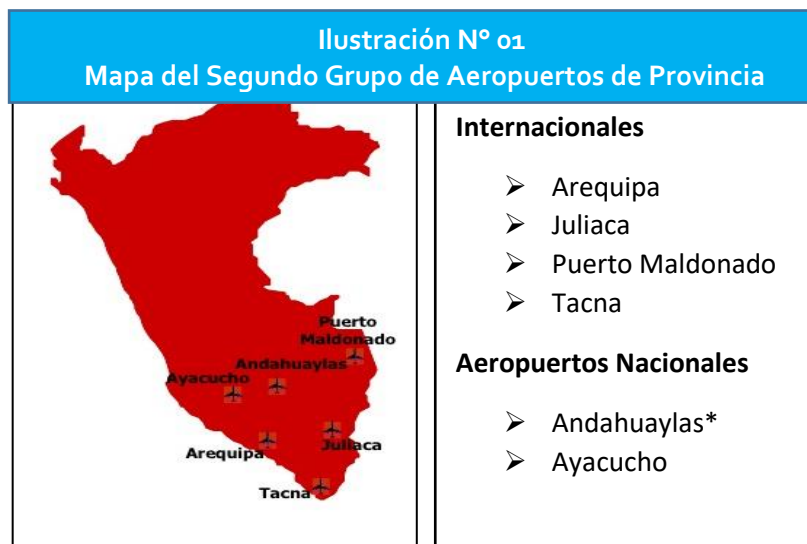 Ilustración N° 01
Mapa del Segundo Grupo de Aeropuertos de Provincia
Puerto
Maldonado
Andahuaylas
Ayacucho
Arequipa
Juliaca
Tacna
Internacionales
➢ Arequipa
➢ Juliaca
➢ Puerto Maldonado
➢ Tacna
Aeropuertos Nacionales
➢ Andahuaylas*
➢ Ayacucho